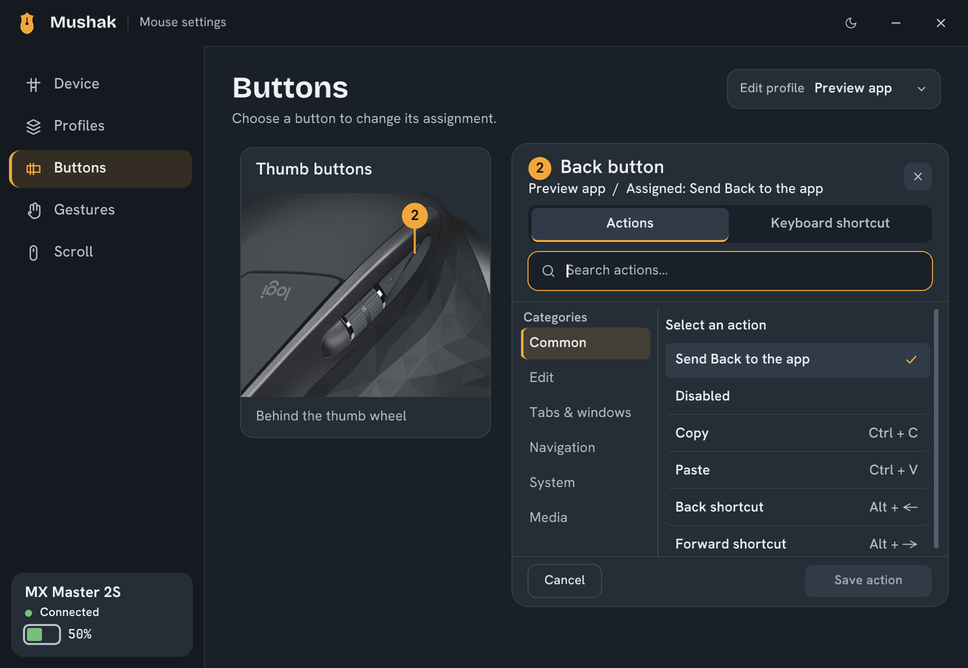 Mushak
Mouse settings
Device
Profiles
Buttons
Gestures
Scroll
MX Master 2S
Connected
50%
Buttons
Choose a button to change its assignment.
Edit profile Preview app
Thumb buttons
2
logi
Behind the thumb wheel
2 Back button
Preview app / Assigned: Send Back to the app
Actions
Keyboard shortcut
Search actions...
Categories
Common
Edit
Tabs & windows
Navigation
System
Media
Select an action
Send Back to the app
Disabled
Copy Ctrl + C
Paste Ctrl + V
Back shortcut Alt + ←
Forward shortcut Alt + →
Cancel
Save action